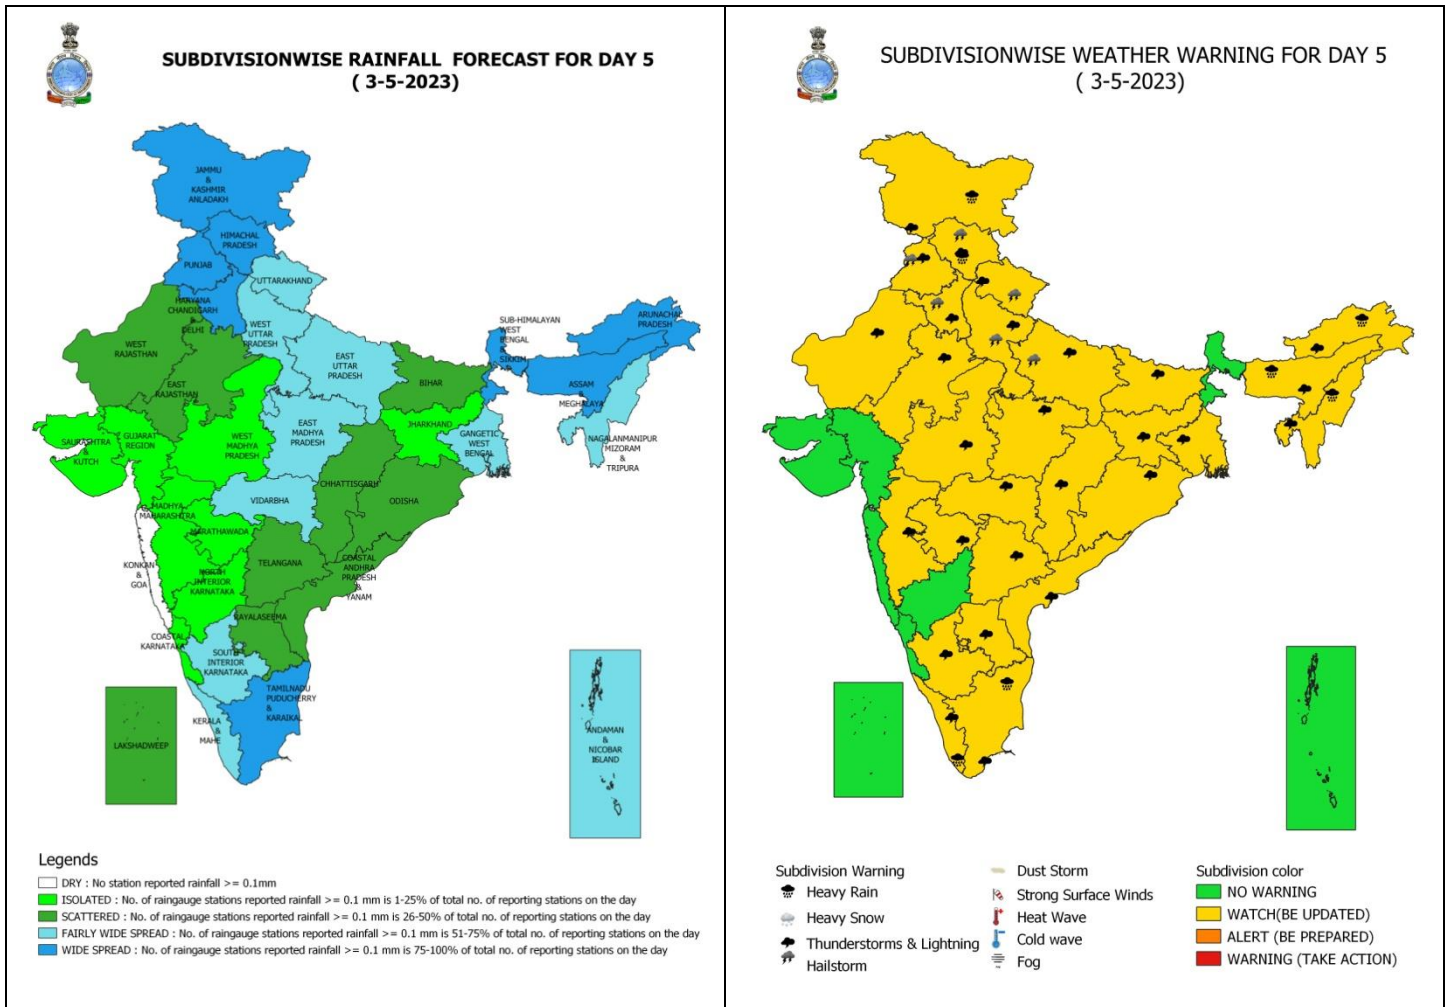 SUBDIVISIONWISE RAINFALL FORECAST FOR DAY 5
( 3-5-2023)
JAMMU
&
KASHMIR
ANLADAKH
HIMACHAL
PRADESH
PUNJAB
UTTARAKHAND
HARYANA
CHANDIGARH
&
DELHI
WEST
UTTAR
PRADESH
WEST
RAJASTHAN
EAST
UTTAR
PRADESH
SUB-HIMALAYAN
WEST
BENGAL
&
SIKKIM
ARUNACHAL
PRADESH
EAST
RAJASTHAN
BIHAR
ASSAM
&
MEGHALAYA
SAURASHTRA
&
KUTCH
GUJARAT
REGION
WEST
MADHYA
PRADESH
EAST
MADHYA
PRADESH
JHARKHAND
GANGETIC
WEST
BENGAL
NAGALANMANIPUR
MIZORAM
&
TRIPURA
CHHATTISGARH
ODISHA
VIDARBHA
MADHYA
MAHARASHTRA
MARATHAWADA
KONKAN
&
GOA
NORTH
INTERIOR
KARNATAKA
TELANGANA
COASTAL
ANDHRA
PRADESH
&
YANAM
RAYALASEEMA
COASTAL
KARNATAKA
SOUTH
INTERIOR
KARNATAKA
TAMILNADU
PUDUCHERRY
&
KARAIKAL
KERALA
&
MAHE
LAKSHADWEEP
ANDAMAN
&
NICOBAR
ISLAND
Legends
DRY : No station reported rainfall >= 0.1mm
ISOLATED : No. of raingauge stations reported rainfall >= 0.1 mm is 1-25% of total no. of reporting stations on the day
SCATTERED : No. of raingauge stations reported rainfall >= 0.1 mm is 26-50% of total no. of reporting stations on the day
FAIRLY WIDE SPREAD : No. of raingauge stations reported rainfall >= 0.1 mm is 51-75% of total no. of reporting stations on the day
WIDE SPREAD : No. of raingauge stations reported rainfall >= 0.1 mm is 75-100% of total no. of reporting stations on the day
SUBDIVISIONWISE WEATHER WARNING FOR DAY 5
( 3-5-2023)
Subdivision Warning
Heavy Rain
Heavy Snow
Thunderstorms & Lightning
Hailstorm
Dust Storm
Strong Surface Winds
Heat Wave
Cold wave
Fog
Subdivision color
NO WARNING
WATCH(BE UPDATED)
ALERT (BE PREPARED)
WARNING (TAKE ACTION)